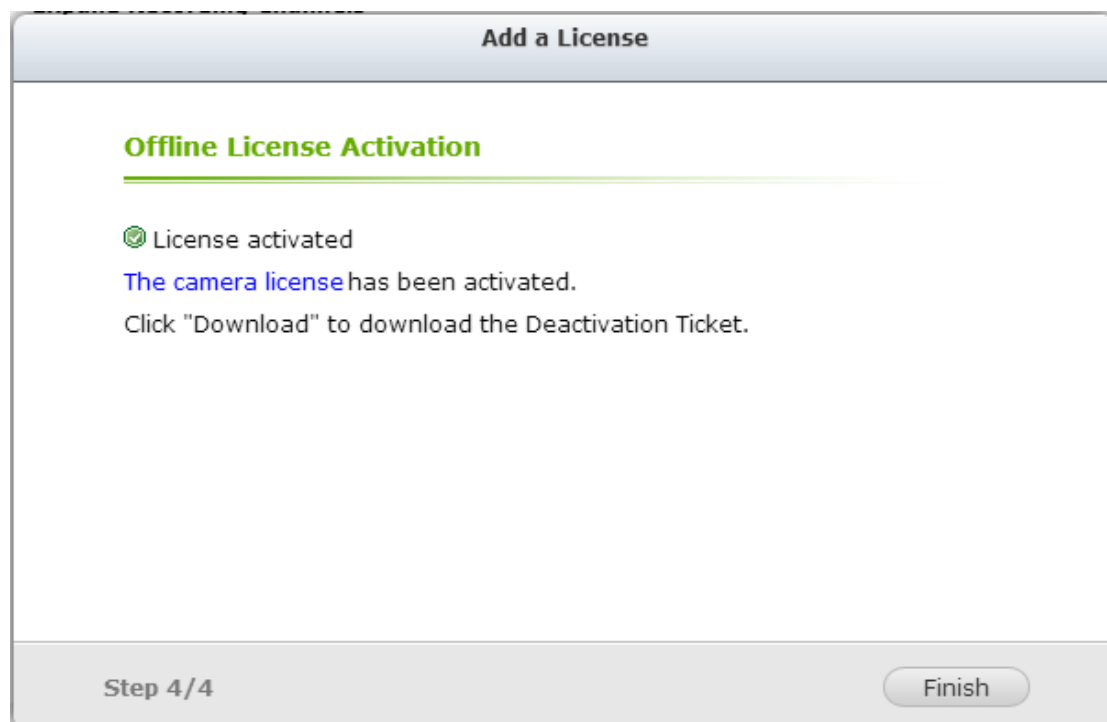 Add a License
Offline License Activation
License activated
The camera license has been activated.
Click "Download" to download the Deactivation Ticket.
Step 4/4
Finish